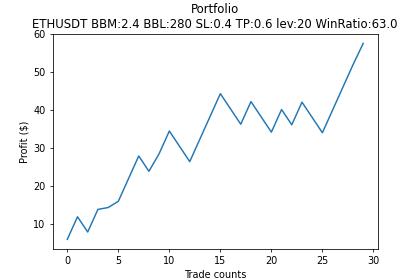 Portfolio
ETHUSDT BBM:2.4 BBL:280 SL:0.4 TP:0.6 lev:20 WinRatio:63.0
60
50
40
30
20
10
Profit ($)
0 5 10 15 20 25 30
Trade counts